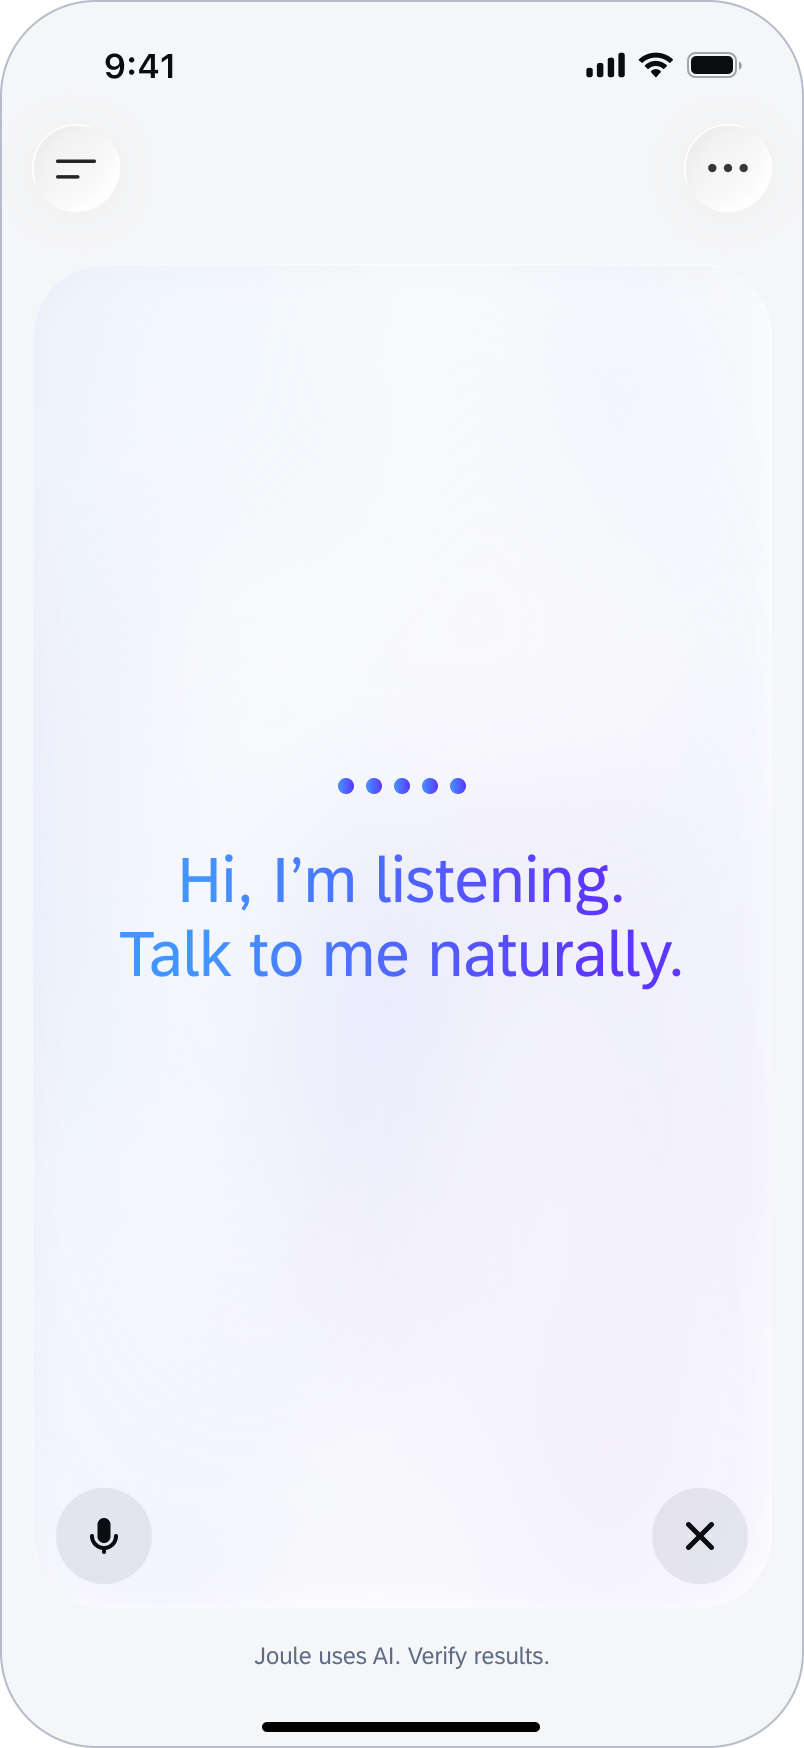 9:41
Hi, I’m listening.
Talk to me naturally.
Joule uses AI. Verify results.